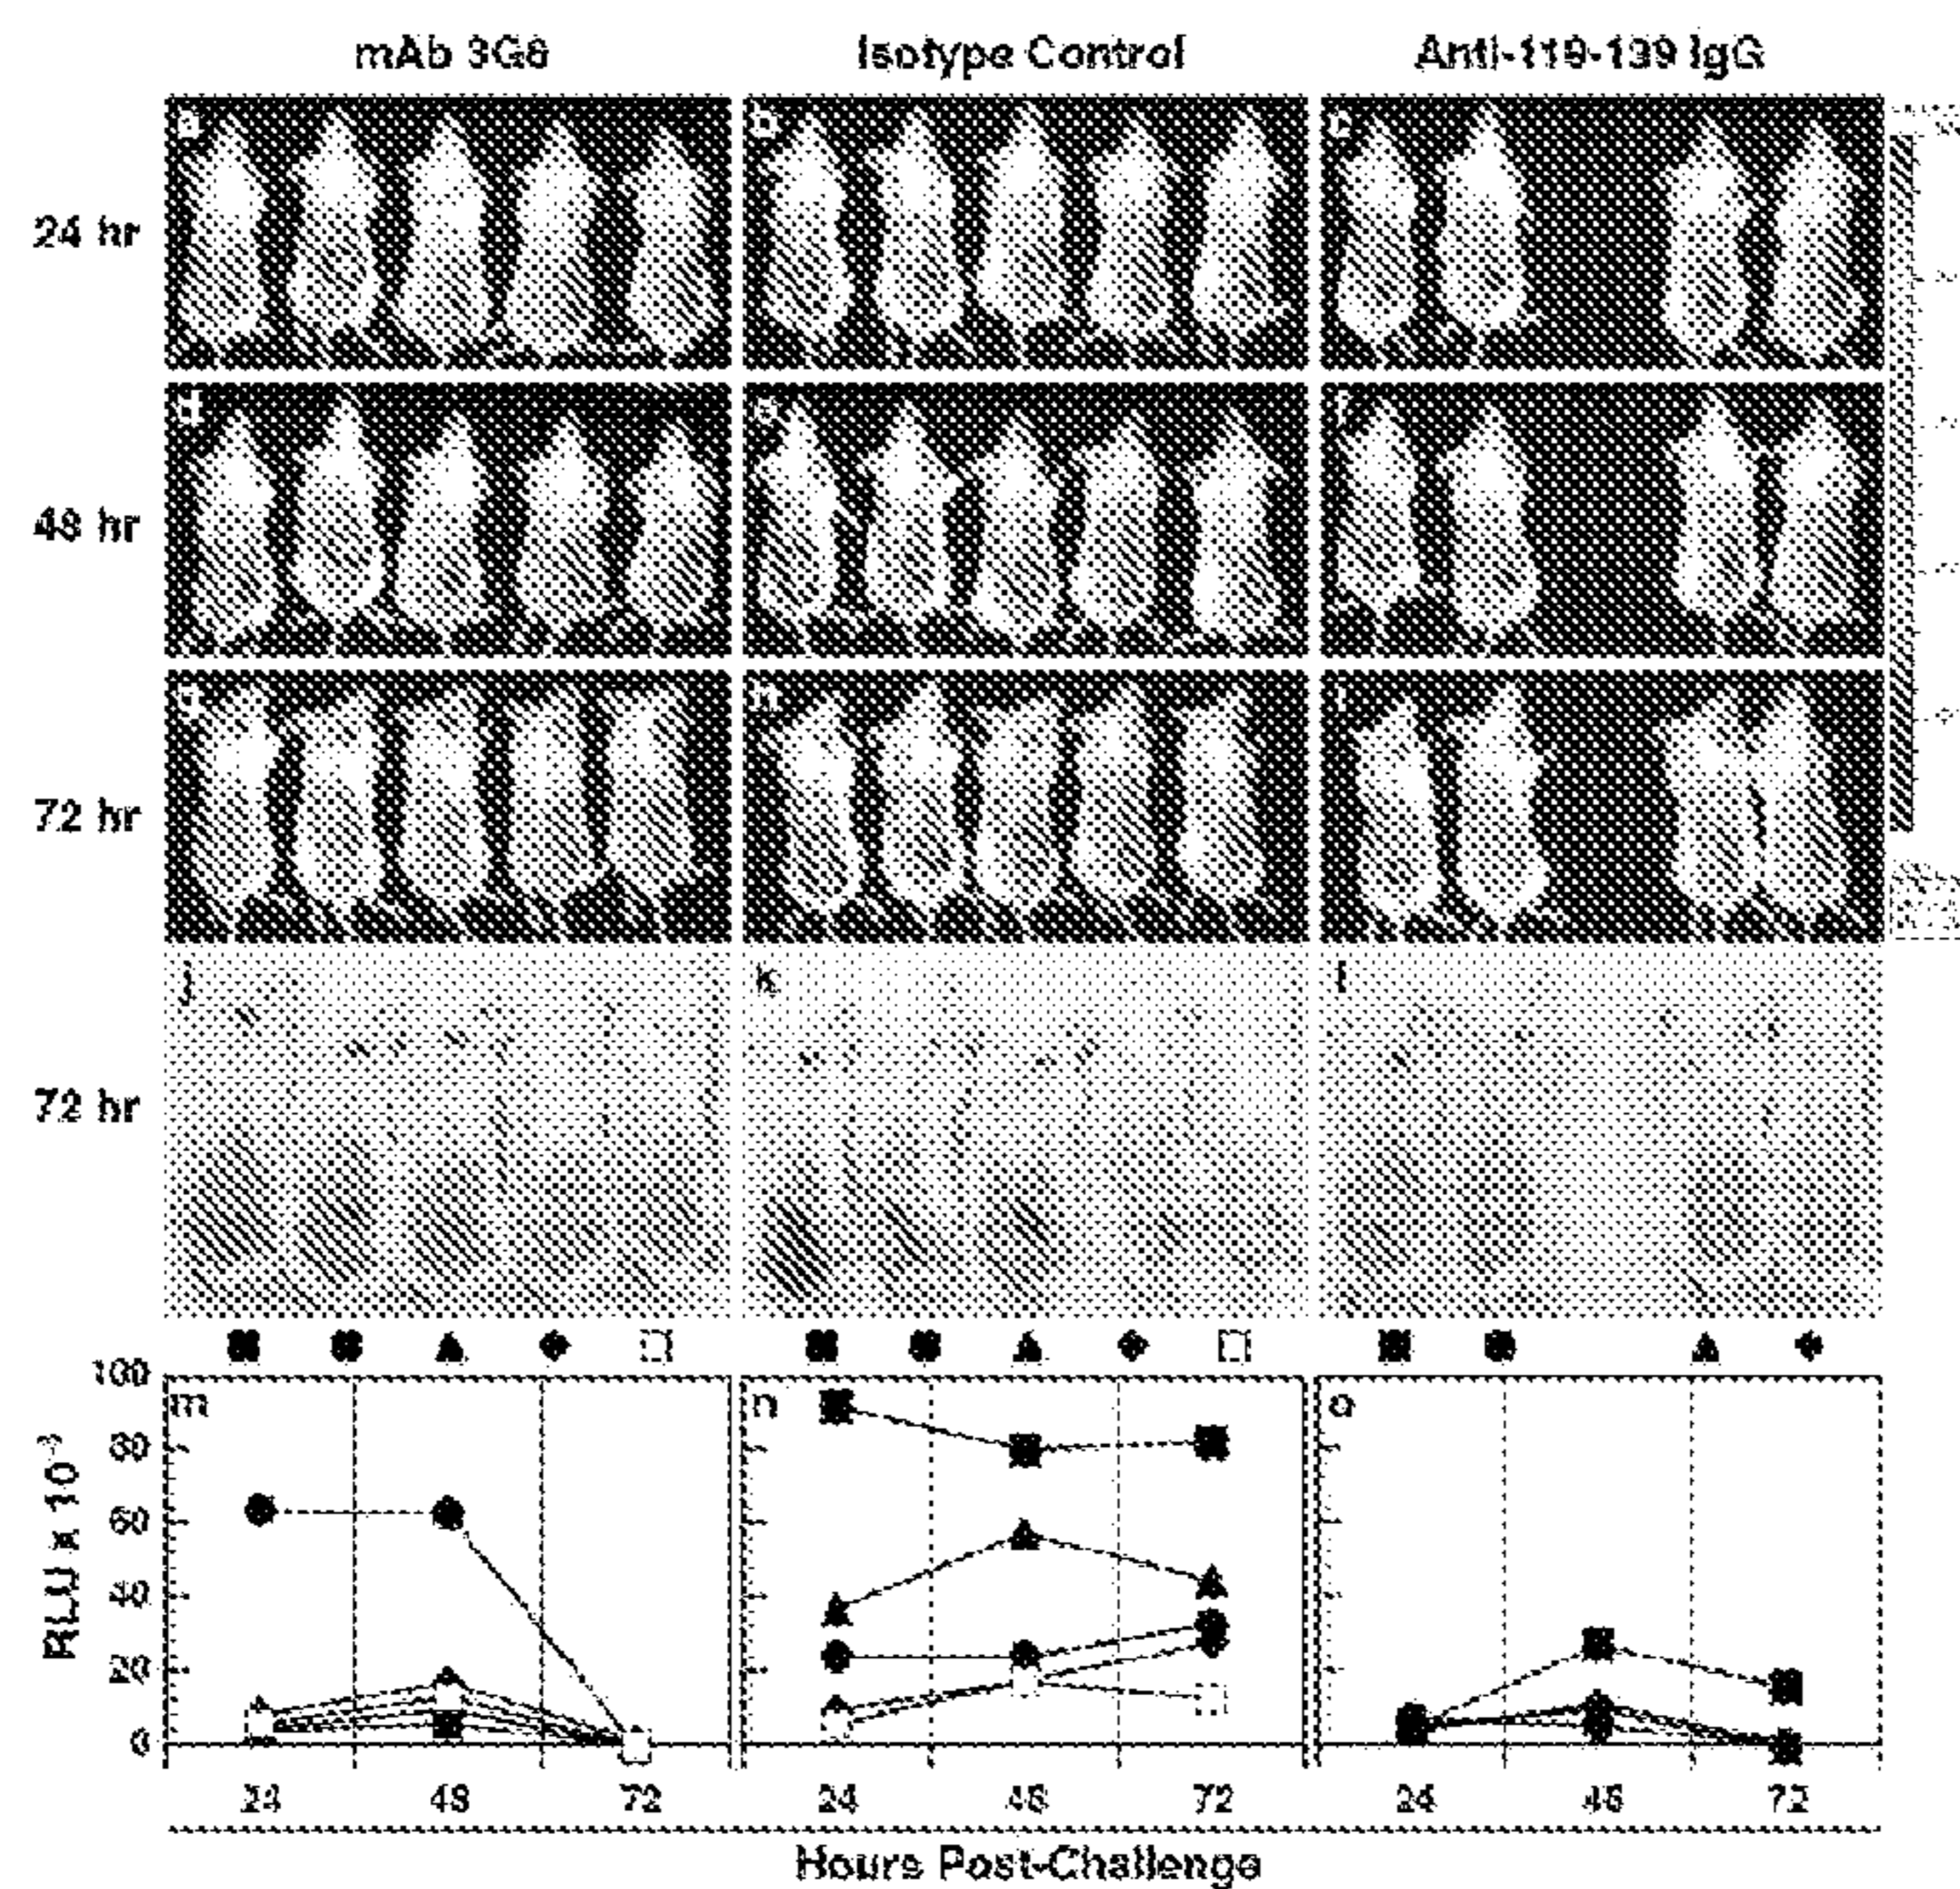 mAb 3G6 Isotype Control Anti-119-139 IgG
24 hr
a b c
48 hr
d e f
72 hr
g h i
72 hr
j k l
RLU x 10⁻³
100
80
60
40
20
0
m n o
24 48 72 24 48 72 24 48 72
Hours Post-Challenge